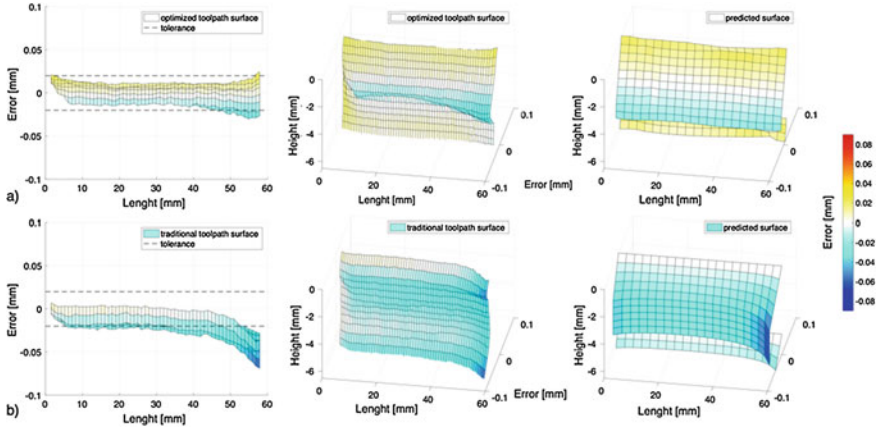 optimized toolpath surface
tolerance
0.1
0.05
0
-0.05
-0.1
Error [mm]
0 10 20 30 40 50 60
Lenght [mm]
a)
optimized toolpath surface
0
-2
-4
-6
Height [mm]
0 20 40 60
Lenght [mm]
0.1
0
-0.1
Error [mm]
predicted surface
0
-2
-4
-6
Height [mm]
0 20 40 60
Lenght [mm]
0.1
0
-0.1
traditional toolpath surface
tolerance
0.1
0.05
0
-0.05
-0.1
Error [mm]
0 10 20 30 40 50 60
Lenght [mm]
b)
traditional toolpath surface
0
-2
-4
-6
Height [mm]
0 20 40 60
Lenght [mm]
0.1
0
-0.1
Error [mm]
predicted surface
0
-2
-4
-6
Height [mm]
0 20 40 60
Lenght [mm]
0.1
0
-0.1
Error [mm]
0.08
0.06
0.04
0.02
0
-0.02
-0.04
-0.06
-0.08